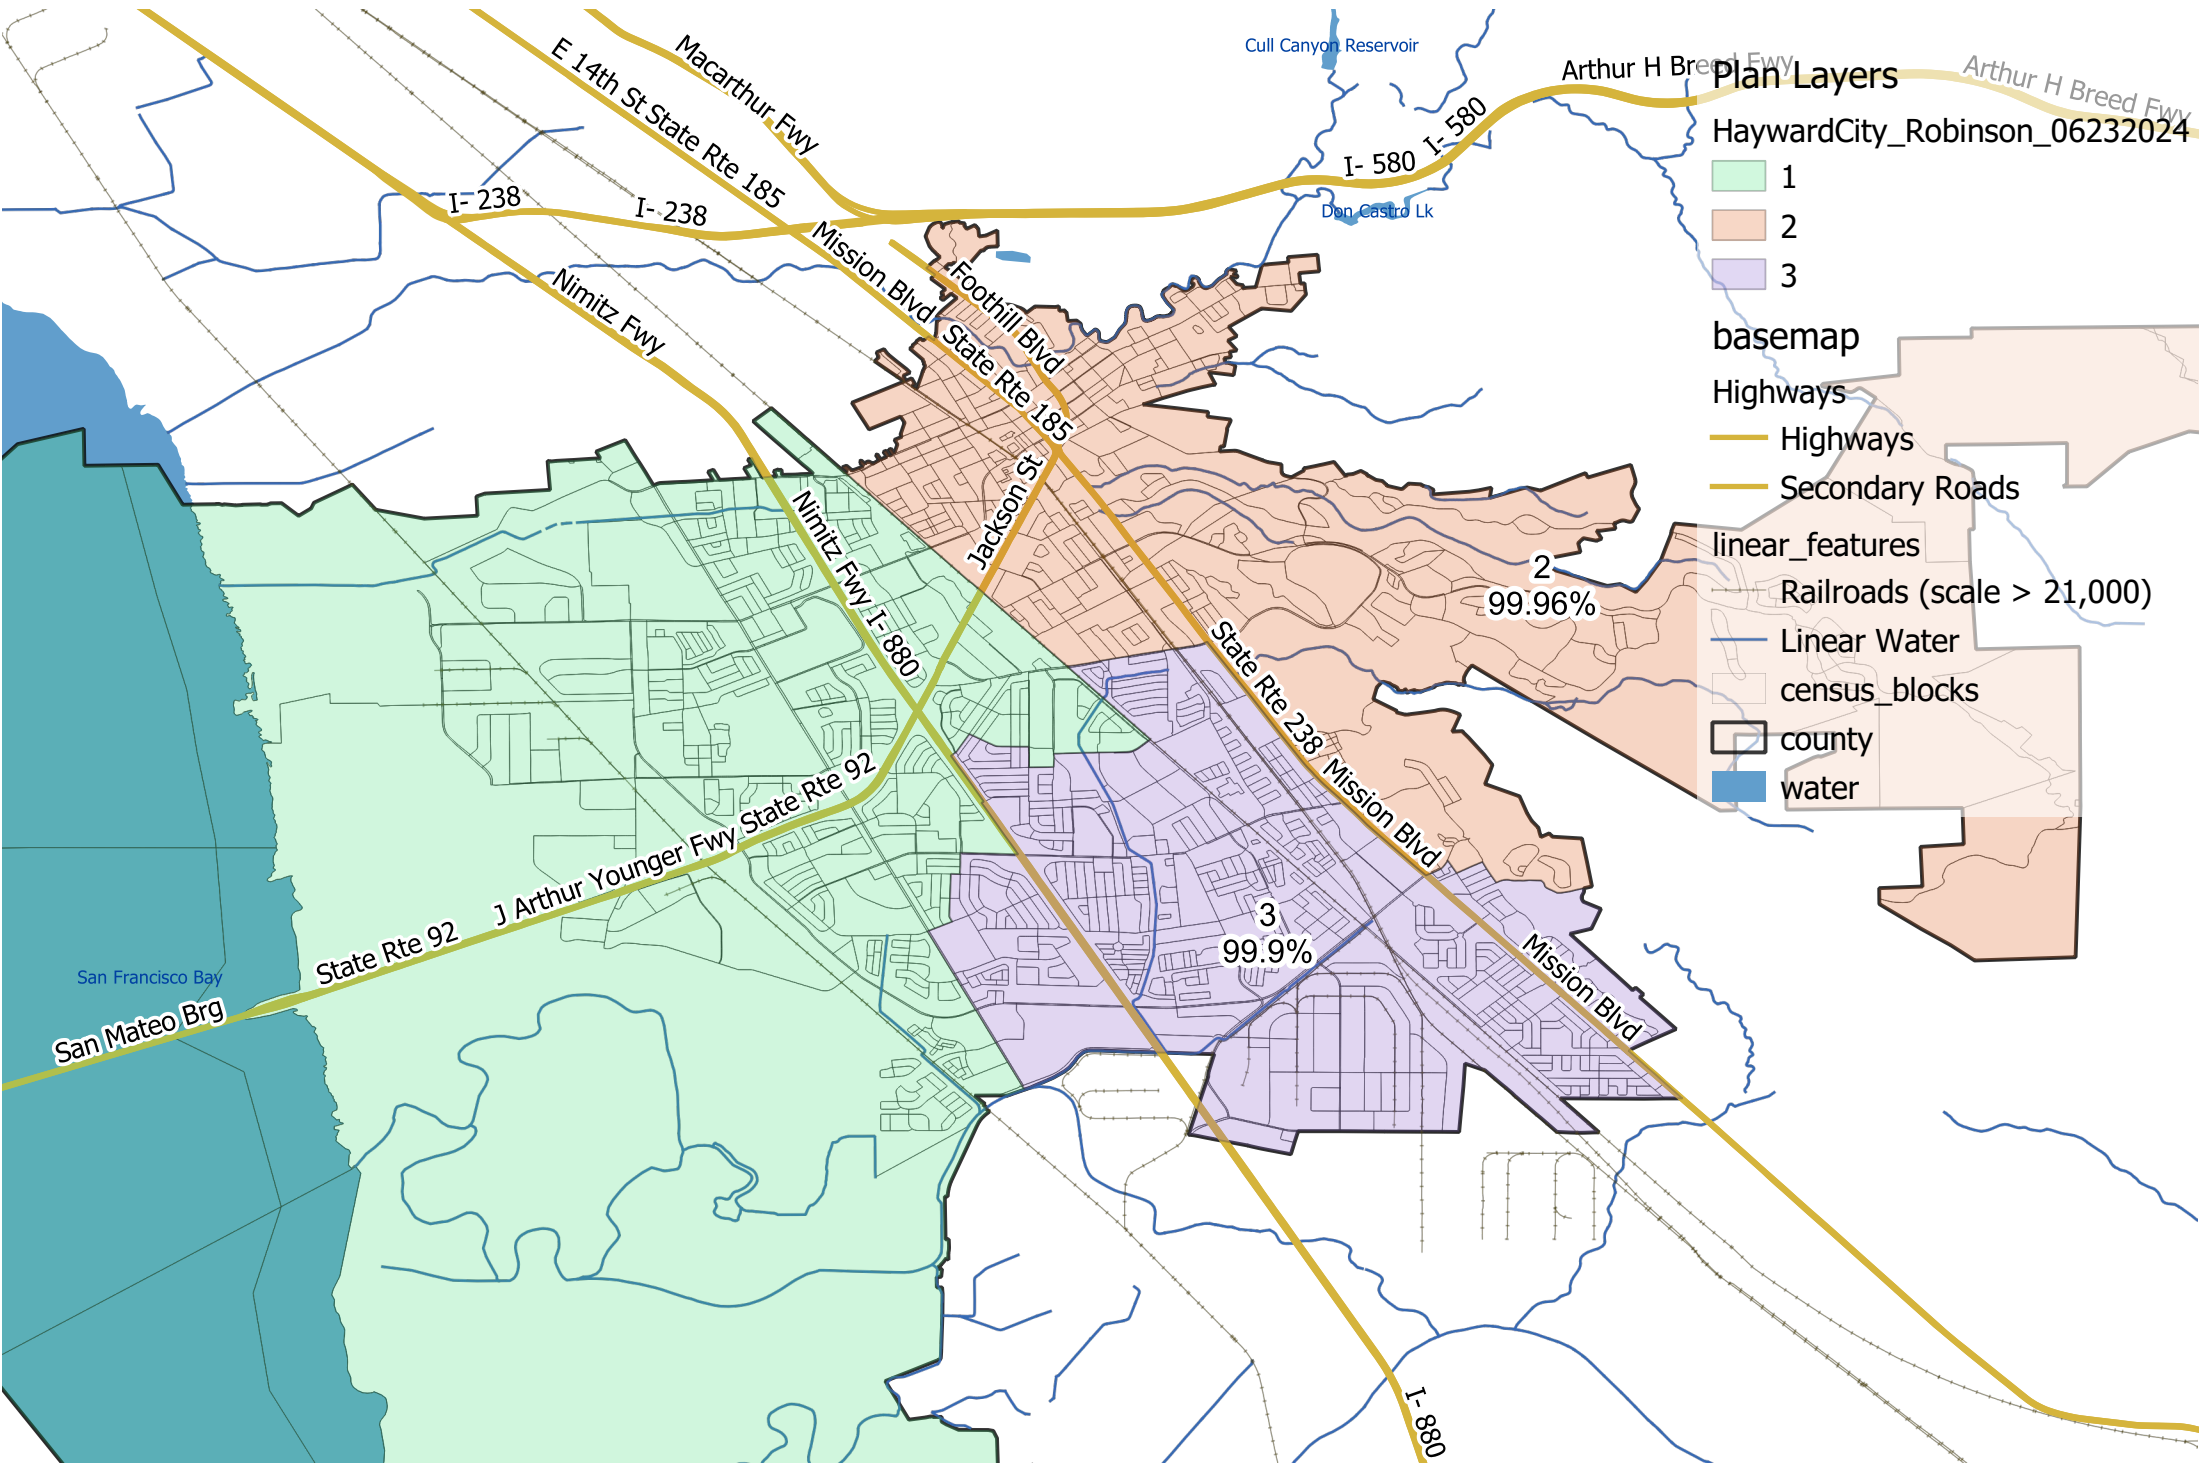 Cull Canyon Reservoir
Macarthur Fwy
E 14th St State Rte 185
Arthur H Breed Fwy
Arthur H Breed Fwy
I- 580
I- 580
Don Castro Lk
I- 238
I- 238
Mission Blvd
State Rte 185
Foothill Blvd
Nimitz Fwy
Jackson St
Nimitz Fwy I- 880
2
99.96%
State Rte 238
Mission Blvd
3
99.9%
Mission Blvd
J Arthur Younger Fwy State Rte 92
State Rte 92
San Francisco Bay
San Mateo Brg
I- 880
Plan Layers
HaywardCity_Robinson_06232024
1
2
3
basemap
Highways
Highways
Secondary Roads
linear_features
Railroads (scale > 21,000)
Linear Water
census_blocks
county
water